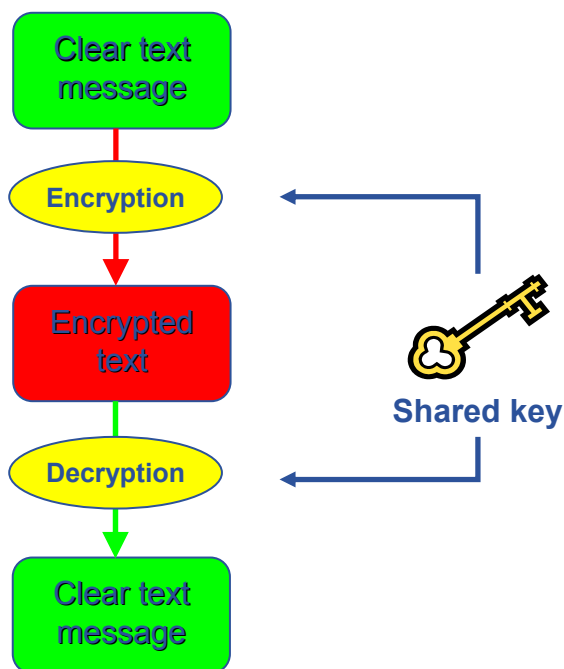 Clear text
message
Encryption
Encrypted
text
Shared key
Decryption
Clear text
message